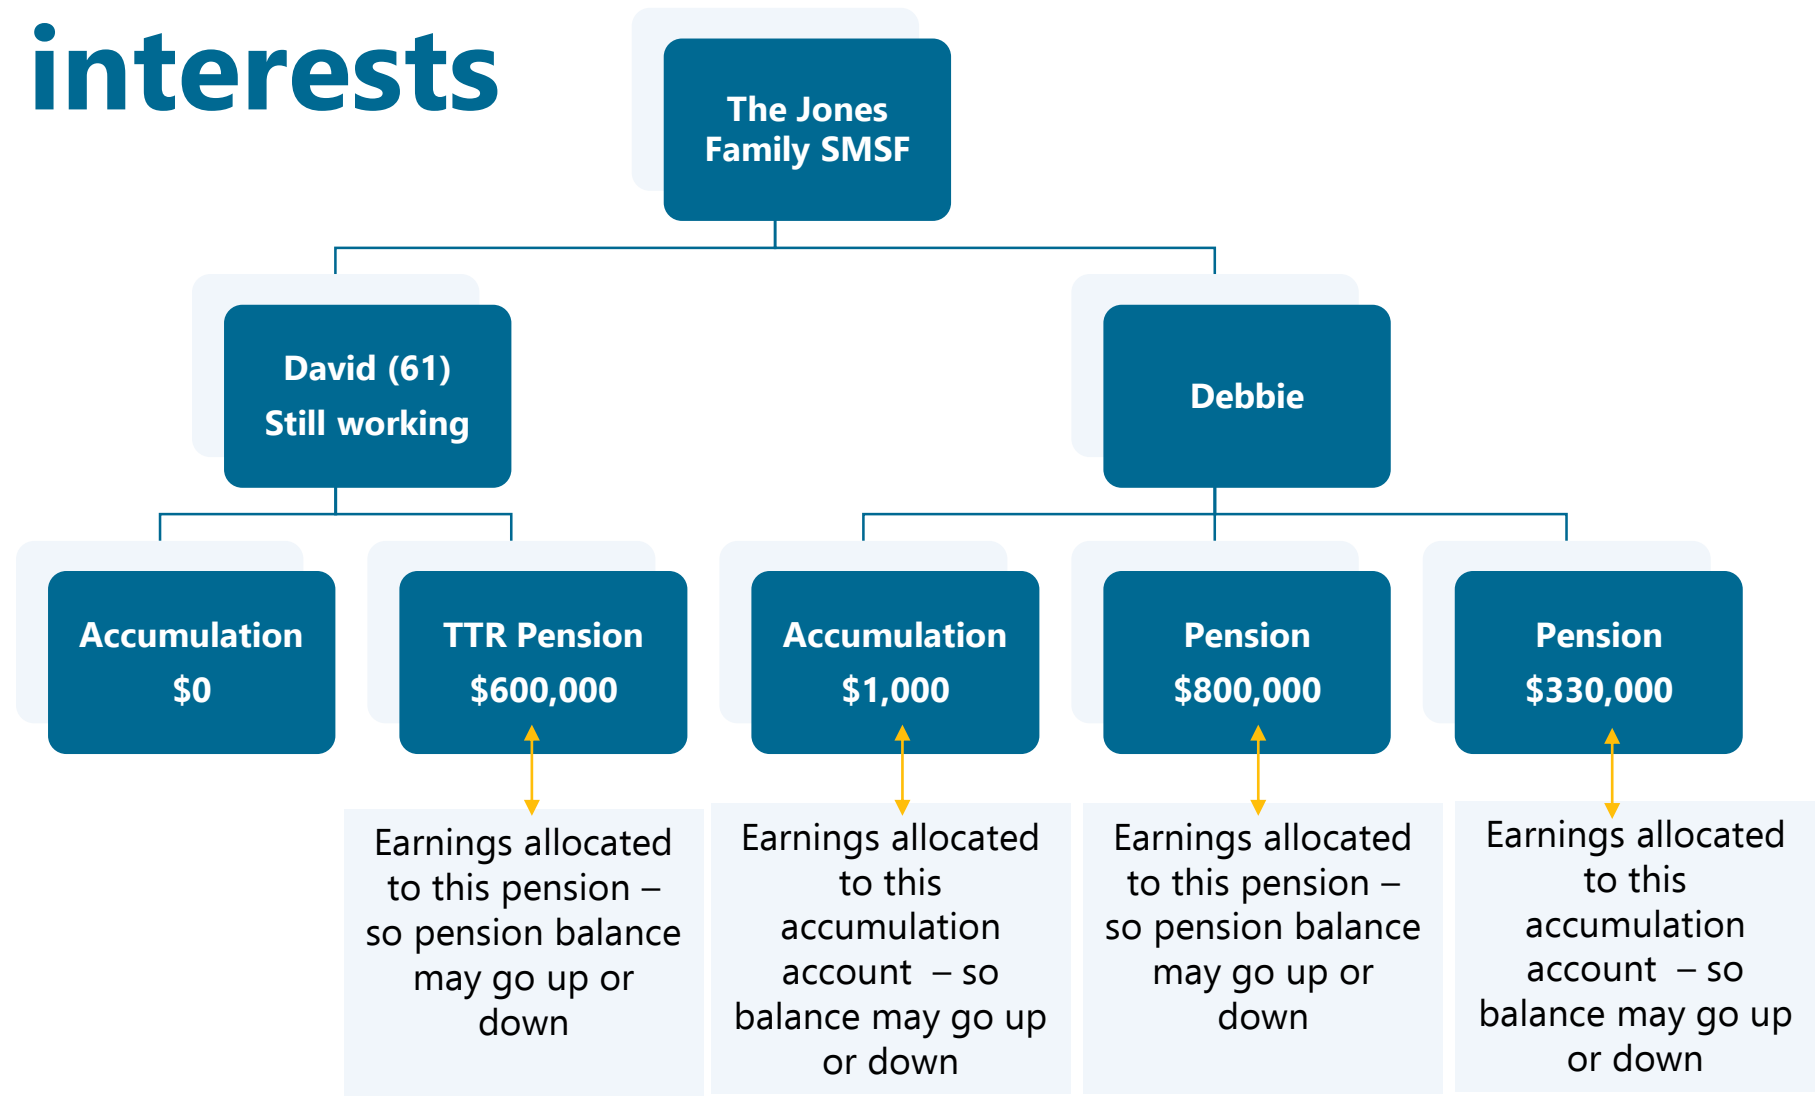 interests
The Jones
Family SMSF
David (61)
Still working
Debbie
Accumulation
$0
TTR Pension
$600,000
Accumulation
$1,000
Pension
$800,000
Pension
$330,000
Earnings allocated
to this pension –
so pension balance
may go up or
down
Earnings allocated
to this
accumulation
account – so
balance may go up
or down
Earnings allocated
to this pension –
so pension balance
may go up or
down
Earnings allocated
to this
accumulation
account – so
balance may go up
or down